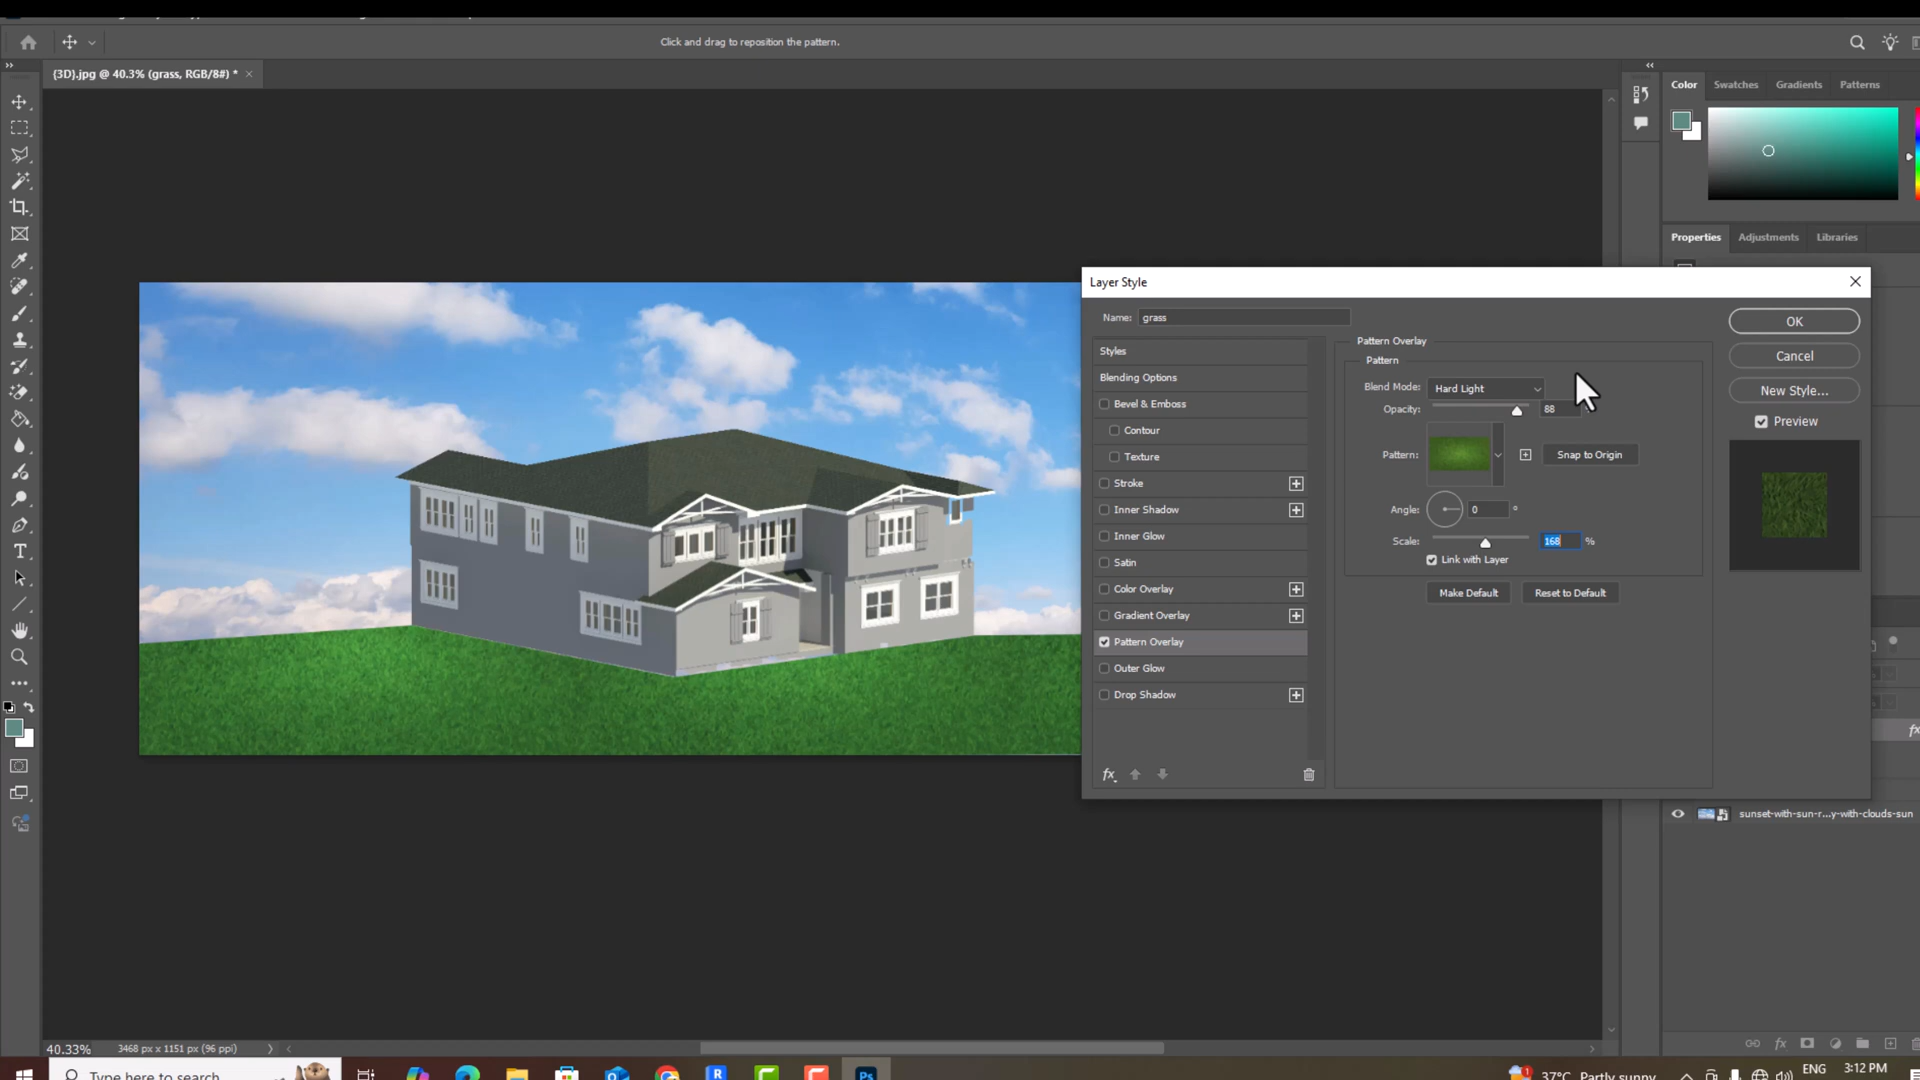 Click and drag to reposition the pattern.
{3D}.jpg @ 40.3% (grass, RGB/8#) *
Color Swatches Gradients Patterns
Properties Adjustments Libraries
Layer Style
Name: grass
OK
Cancel
New Style...
Preview
Styles
Blending Options
Bevel & Emboss
Contour
Texture
Stroke
Inner Shadow
Inner Glow
Satin
Color Overlay
Gradient Overlay
Pattern Overlay
Outer Glow
Drop Shadow
fx
Pattern Overlay
Pattern
Blend Mode: Hard Light
Opacity: 88
Pattern: Snap to Origin
Angle: 0 °
Scale: 168 %
Link with Layer
Make Default Reset to Default
fx
sunset-with-sun-r...y-with-clouds-sun
fx
40.33% 3468 px x 1151 px (96 ppi)
Type here to search
R
Ps
1
37°C Partly sunny
ENG
3:12 PM